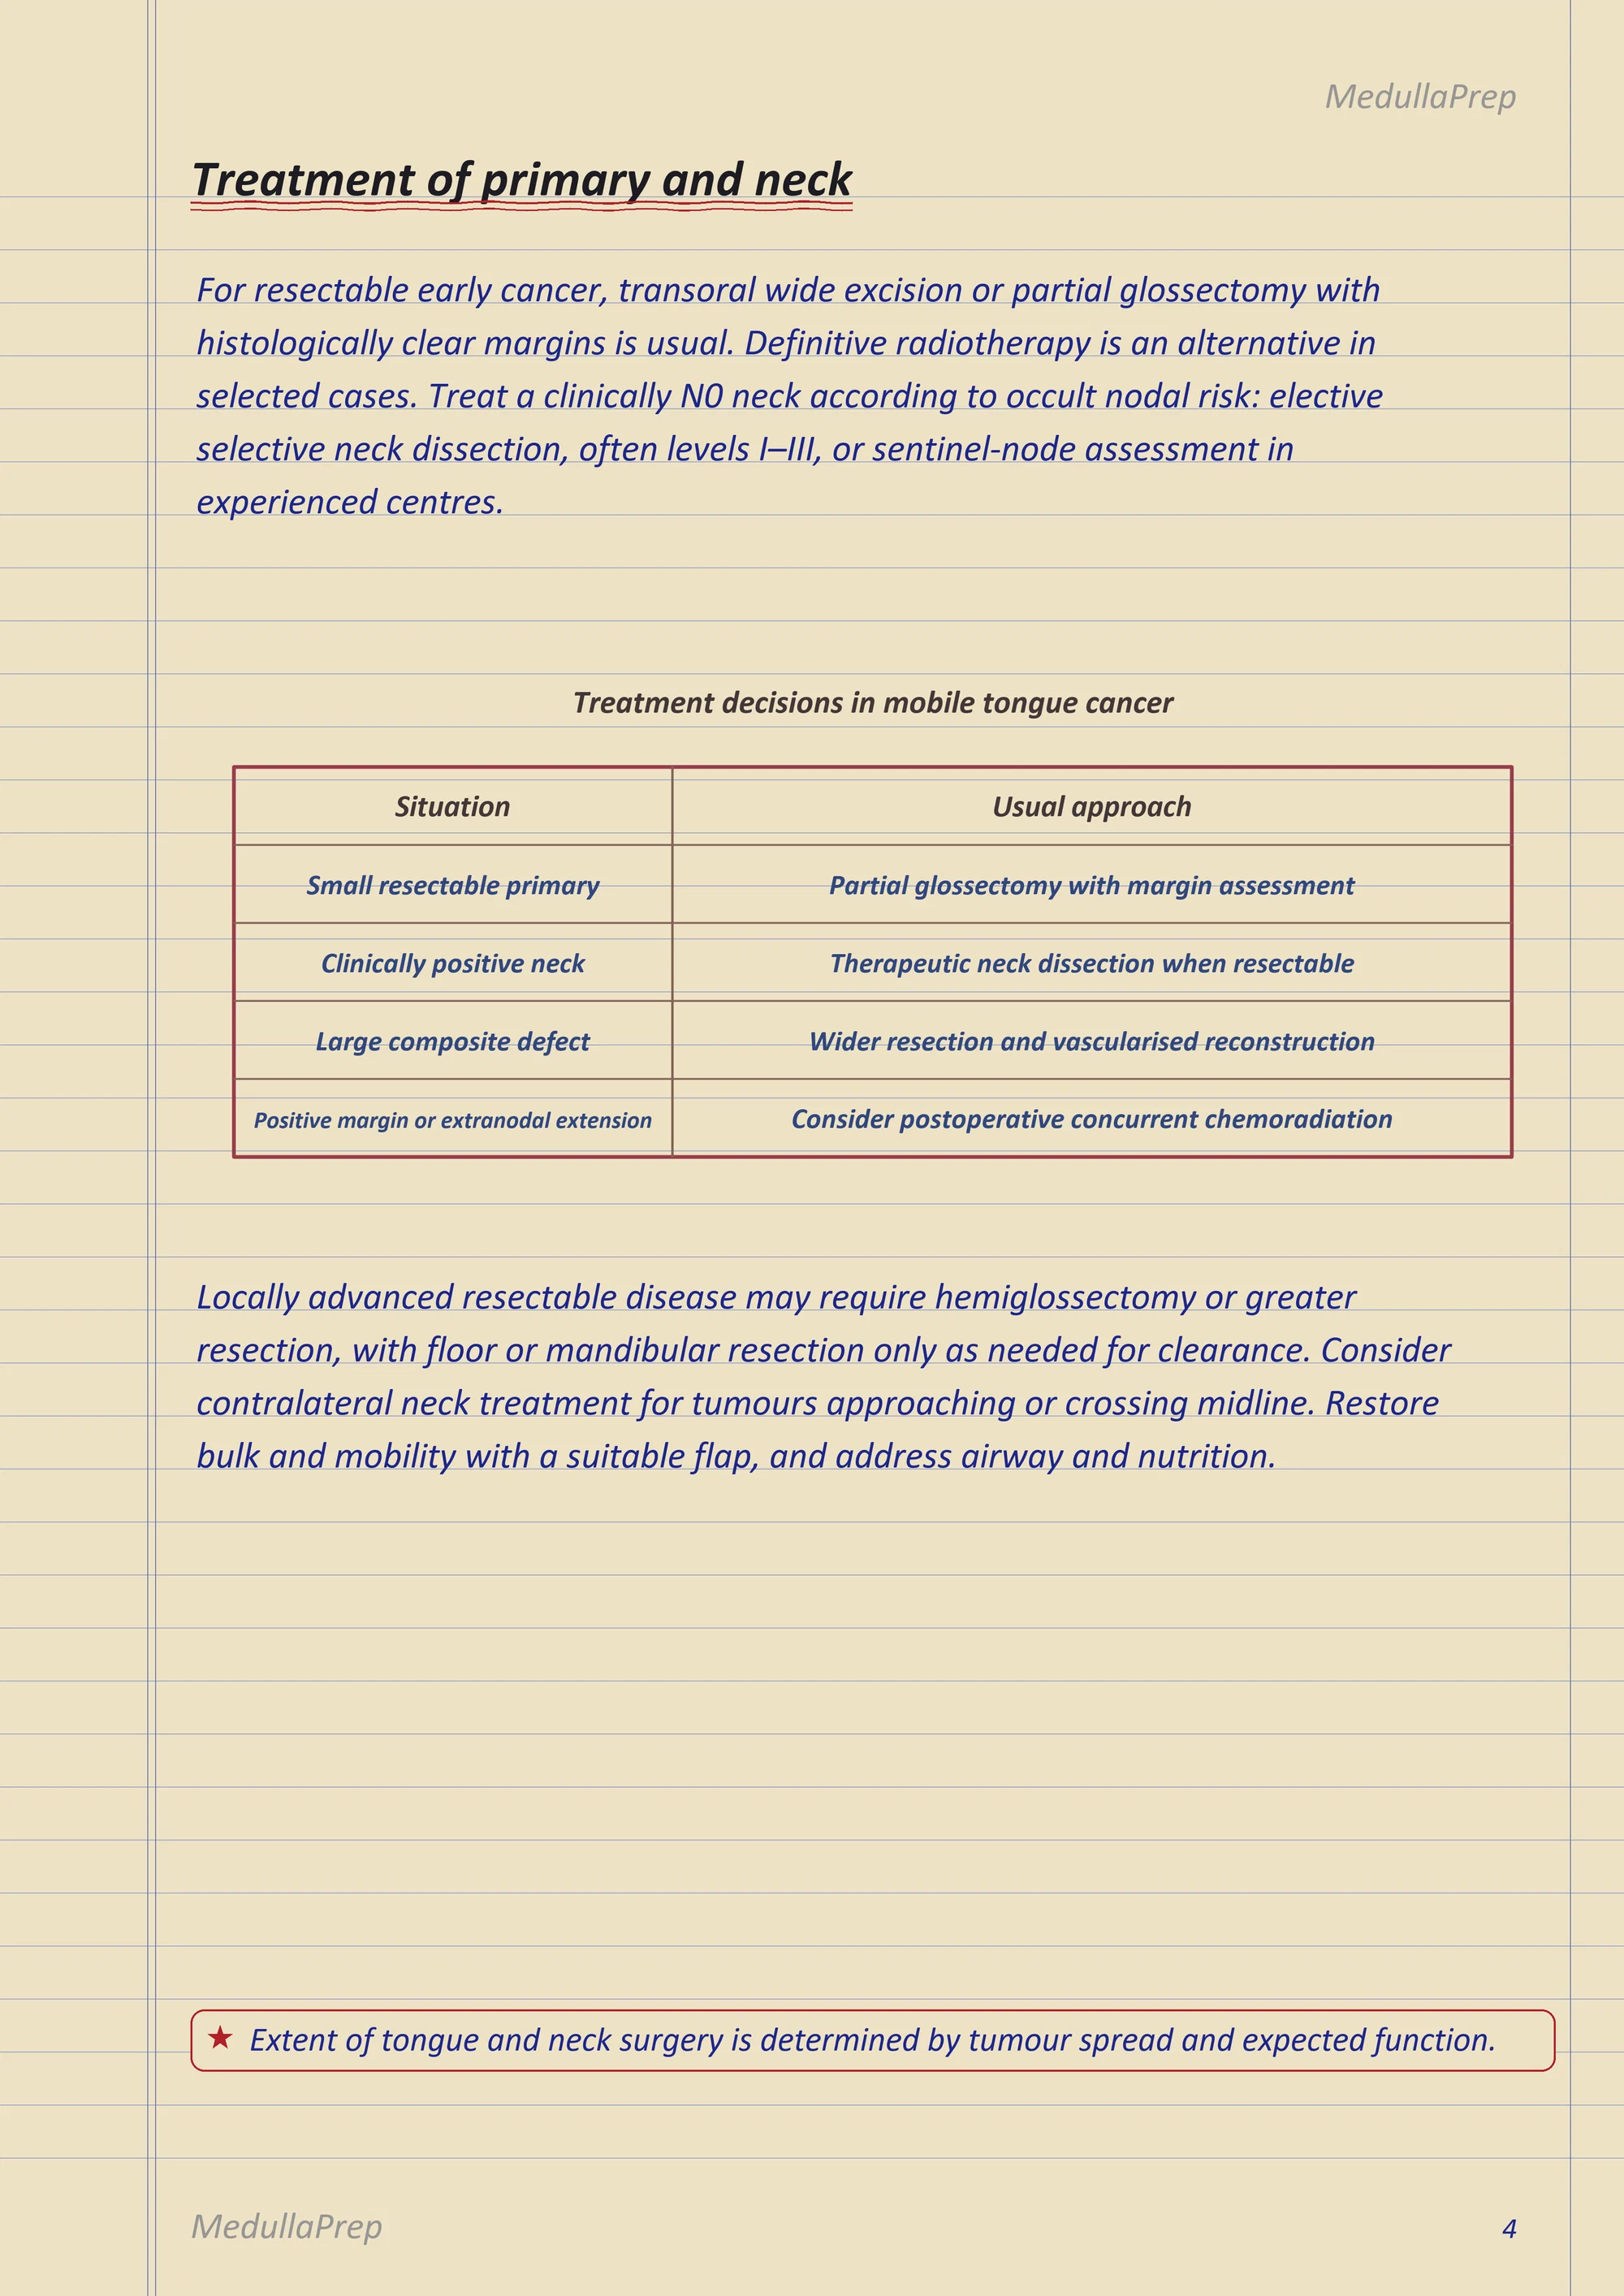 MedullaPrep
Treatment of primary and neck
For resectable early cancer, transoral wide excision or partial glossectomy with
histologically clear margins is usual. Definitive radiotherapy is an alternative in
selected cases. Treat a clinically N0 neck according to occult nodal risk: elective
selective neck dissection, often levels I–III, or sentinel-node assessment in
experienced centres.
Treatment decisions in mobile tongue cancer
Situation Usual approach
Small resectable primary Partial glossectomy with margin assessment
Clinically positive neck Therapeutic neck dissection when resectable
Large composite defect Wider resection and vascularised reconstruction
Positive margin or extranodal extension Consider postoperative concurrent chemoradiation
Locally advanced resectable disease may require hemiglossectomy or greater
resection, with floor or mandibular resection only as needed for clearance. Consider
contralateral neck treatment for tumours approaching or crossing midline. Restore
bulk and mobility with a suitable flap, and address airway and nutrition.
★ Extent of tongue and neck surgery is determined by tumour spread and expected function.
MedullaPrep 4